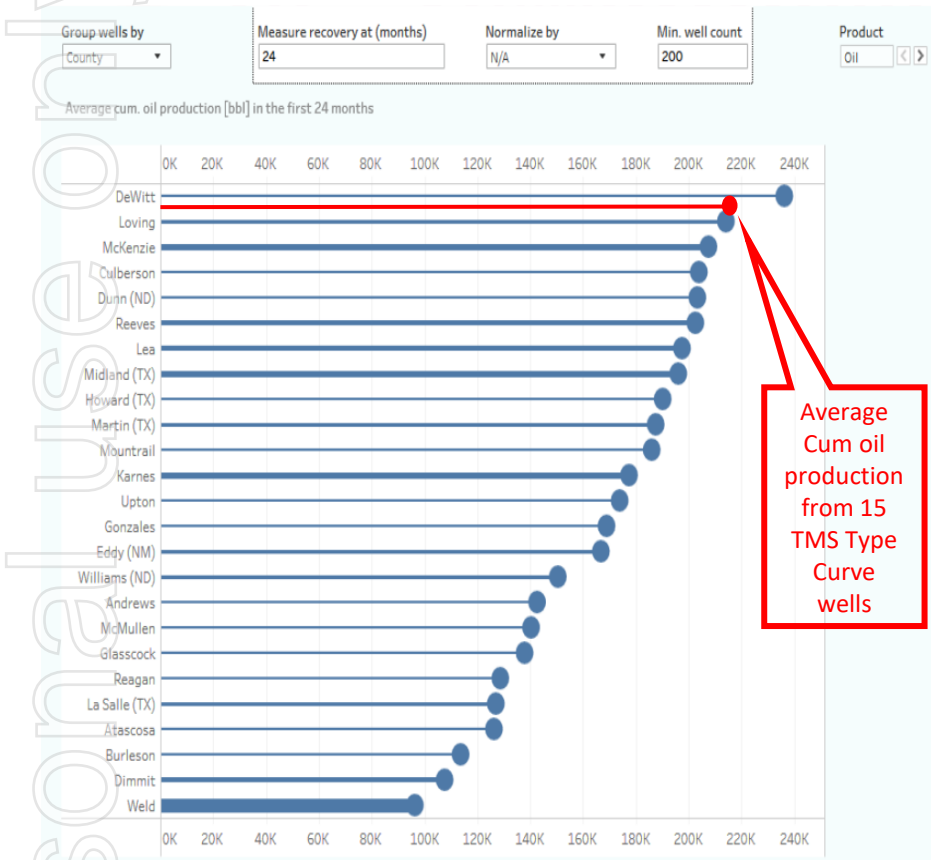 Group wells by Measure recovery at (months) Normalize by Min. well count Product
County 24 N/A 200 Oil
Average cum. oil production [bbl] in the first 24 months
0K 20K 40K 60K 80K 100K 120K 140K 160K 180K 200K 220K 240K
DeWitt
Loving
McKenzie
Culberson
Dunn (ND)
Reeves
Lea
Midland (TX)
Howard (TX)
Martin (TX)
Mountrail
Karnes
Upton
Gonzales
Eddy (NM)
Williams (ND)
Andrews
McMullen
Glasscock
Reagan
La Salle (TX)
Atascosa
Burleson
Dimmit
Weld
0K 20K 40K 60K 80K 100K 120K 140K 160K 180K 200K 220K 240K
Average
Cum oil
production
from 15
TMS Type
Curve
wells
sonal use only